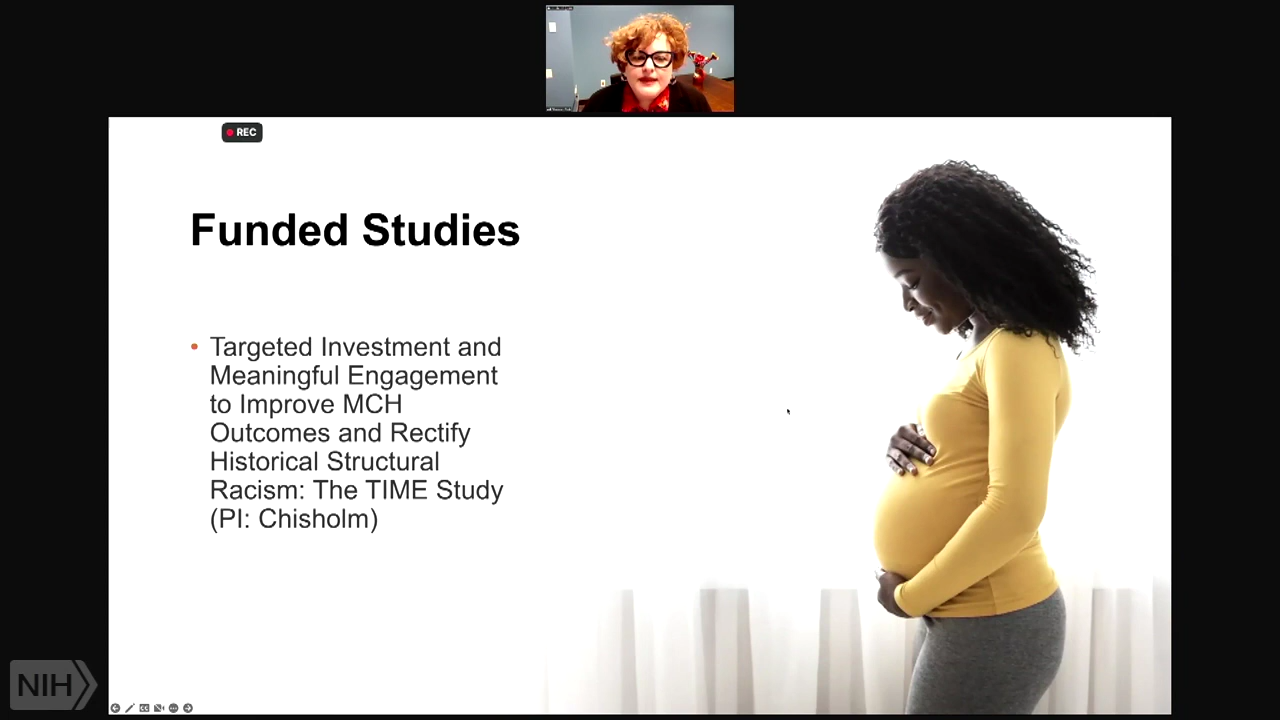 REC
Funded Studies
• Targeted Investment and
Meaningful Engagement
to Improve MCH
Outcomes and Rectify
Historical Structural
Racism: The TIME Study
(PI: Chisholm)
NIH